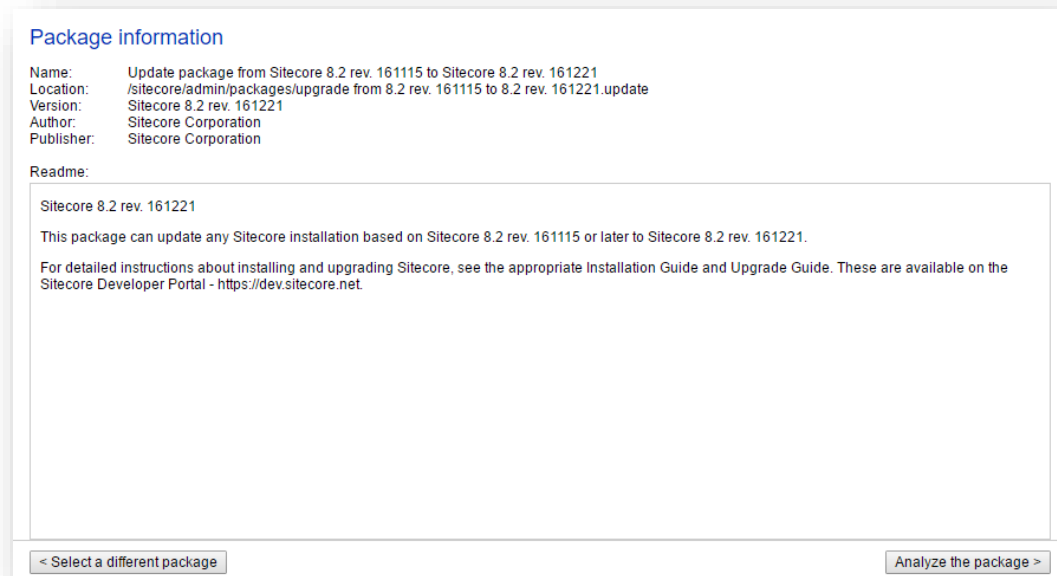 Package information
Name: Update package from Sitecore 8.2 rev. 161115 to Sitecore 8.2 rev. 161221
Location: /sitecore/admin/packages/upgrade from 8.2 rev. 161115 to 8.2 rev. 161221.update
Version: Sitecore 8.2 rev. 161221
Author: Sitecore Corporation
Publisher: Sitecore Corporation
Readme:
Sitecore 8.2 rev. 161221
This package can update any Sitecore installation based on Sitecore 8.2 rev. 161115 or later to Sitecore 8.2 rev. 161221.
For detailed instructions about installing and upgrading Sitecore, see the appropriate Installation Guide and Upgrade Guide. These are available on the
Sitecore Developer Portal - https://dev.sitecore.net.
< Select a different package
Analyze the package >